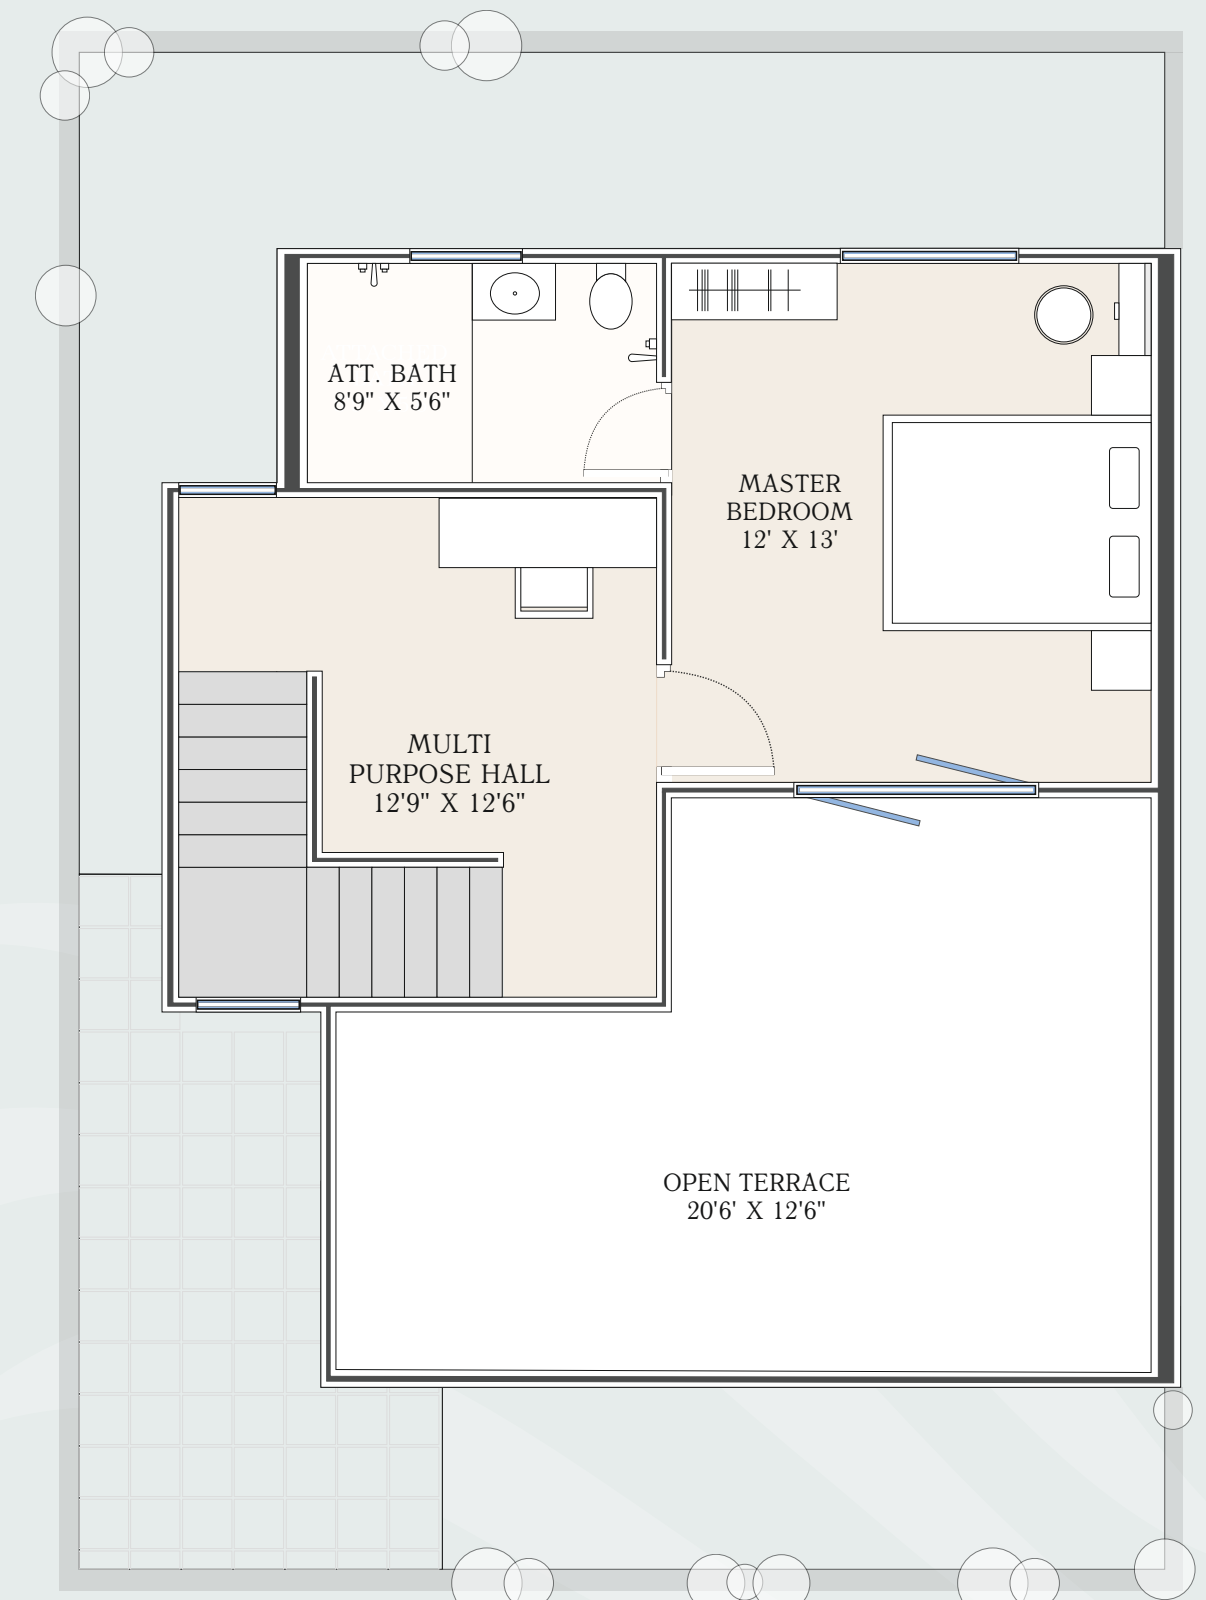 ATT. BATH
8'9" X 5'6"
MASTER
BEDROOM
12' X 13'
MULTI
PURPOSE HALL
12'9" X 12'6"
OPEN TERRACE
20'6' X 12'6"